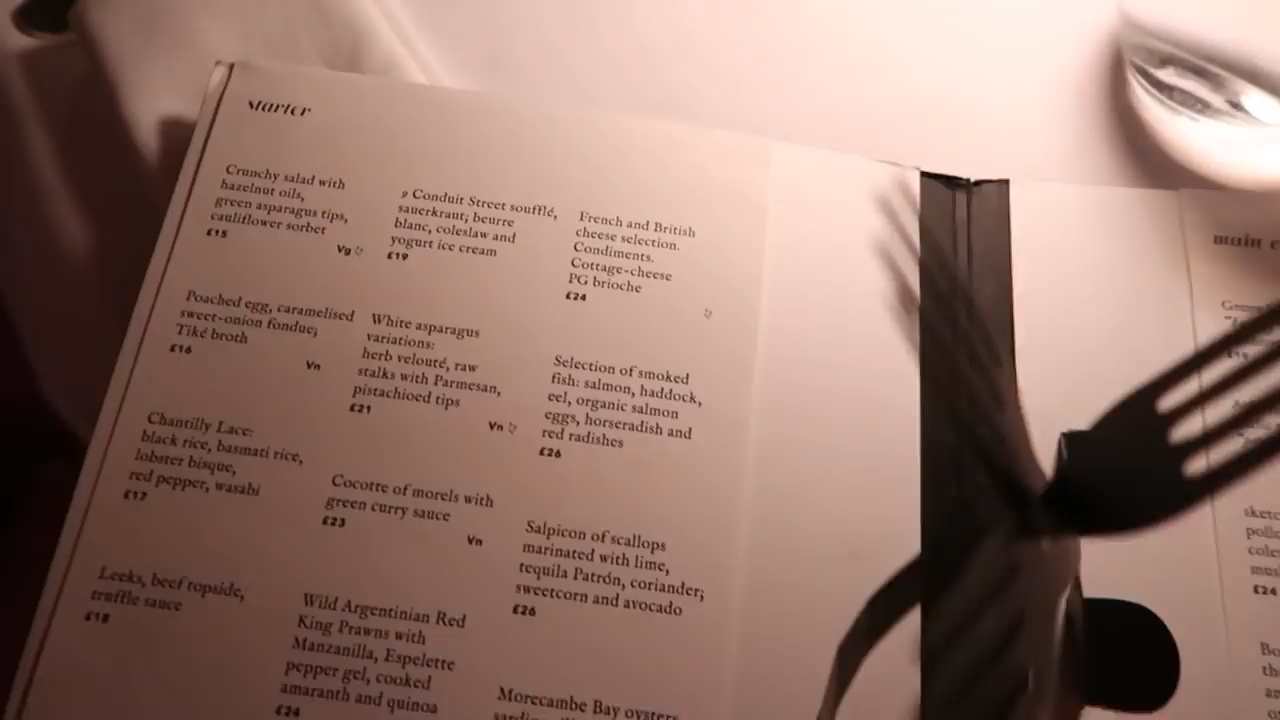 starter
Crunchy salad with
hazelnut oils,
green asparagus tips,
cauliflower sorbet
£15
Vg
Poached egg, caramelised
sweet-onion fondue;
Tiké broth
£16
Vn
Chantilly Lace:
black rice, basmati rice,
lobster bisque,
red pepper, wasabi
£17
Leeks, beef topside,
truffle sauce
£18
9 Conduit Street soufflé,
sauerkraut; beurre
blanc, coleslaw and
yogurt ice cream
£19
White asparagus
variations:
herb velouté, raw
stalks with Parmesan,
pistachioed tips
£21
Vn
Cocotte of morels with
green curry sauce
£23
Vn
Wild Argentinian Red
King Prawns with
Manzanilla, Espelette
pepper gel, cooked
amaranth and quinoa
£24
French and British
cheese selection.
Condiments.
Cottage-cheese
PG brioche
£24
Selection of smoked
fish: salmon, haddock,
eel, organic salmon
eggs, horseradish and
red radishes
£26
Salpicon of scallops
marinated with lime,
tequila Patrón, coriander;
sweetcorn and avocado
£26
Morecambe Bay oysters
main
£24